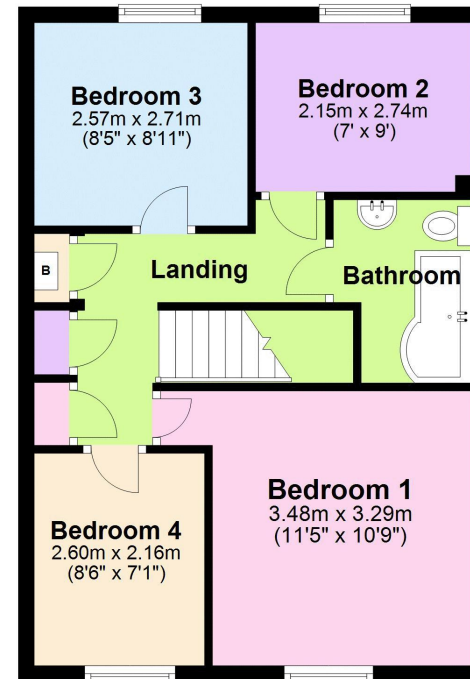 Bedroom 3
2.57m x 2.71m
(8'5" x 8'11")
Bedroom 2
2.15m x 2.74m
(7' x 9')
B
Landing
Bathroom
Bedroom 1
3.48m x 3.29m
(11'5" x 10'9")
Bedroom 4
2.60m x 2.16m
(8'6" x 7'1")